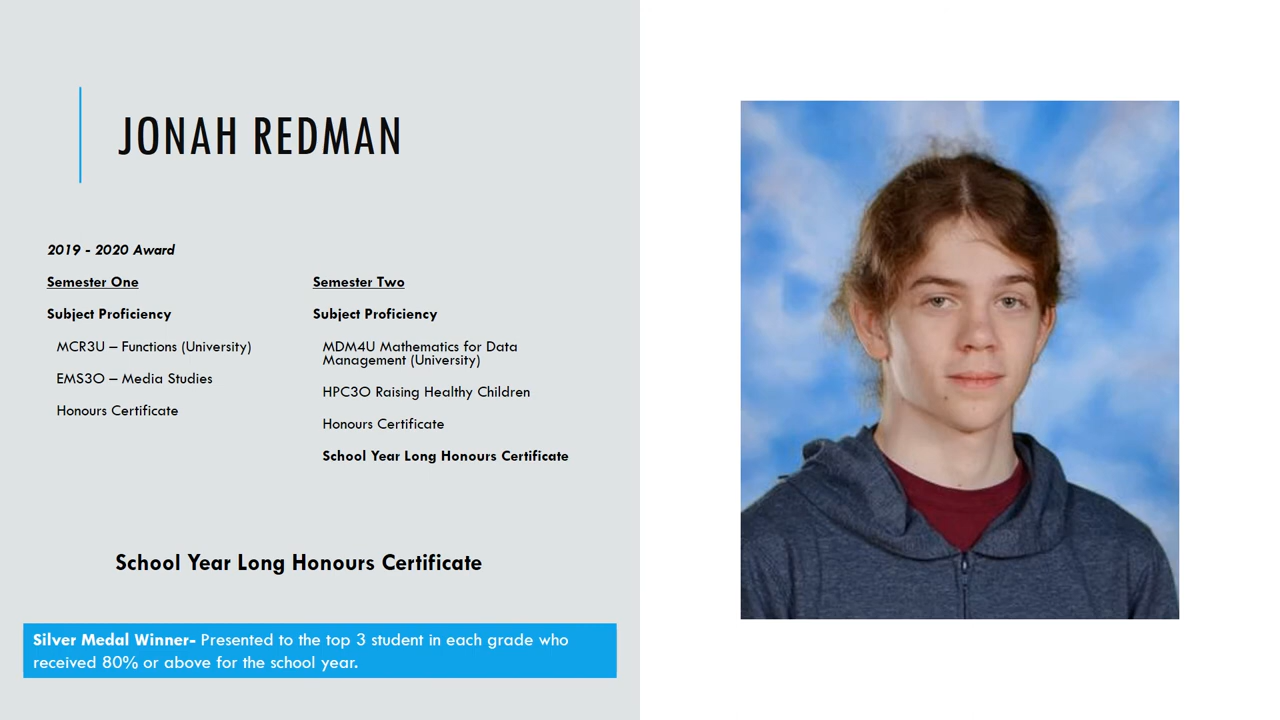 JONAH REDMAN
2019 - 2020 Award
Semester One
Subject Proficiency
MCR3U – Functions (University)
EMS3O – Media Studies
Honours Certificate
Semester Two
Subject Proficiency
MDM4U Mathematics for Data
Management (University)
HPC3O Raising Healthy Children
Honours Certificate
School Year Long Honours Certificate
School Year Long Honours Certificate
Silver Medal Winner- Presented to the top 3 student in each grade who
received 80% or above for the school year.